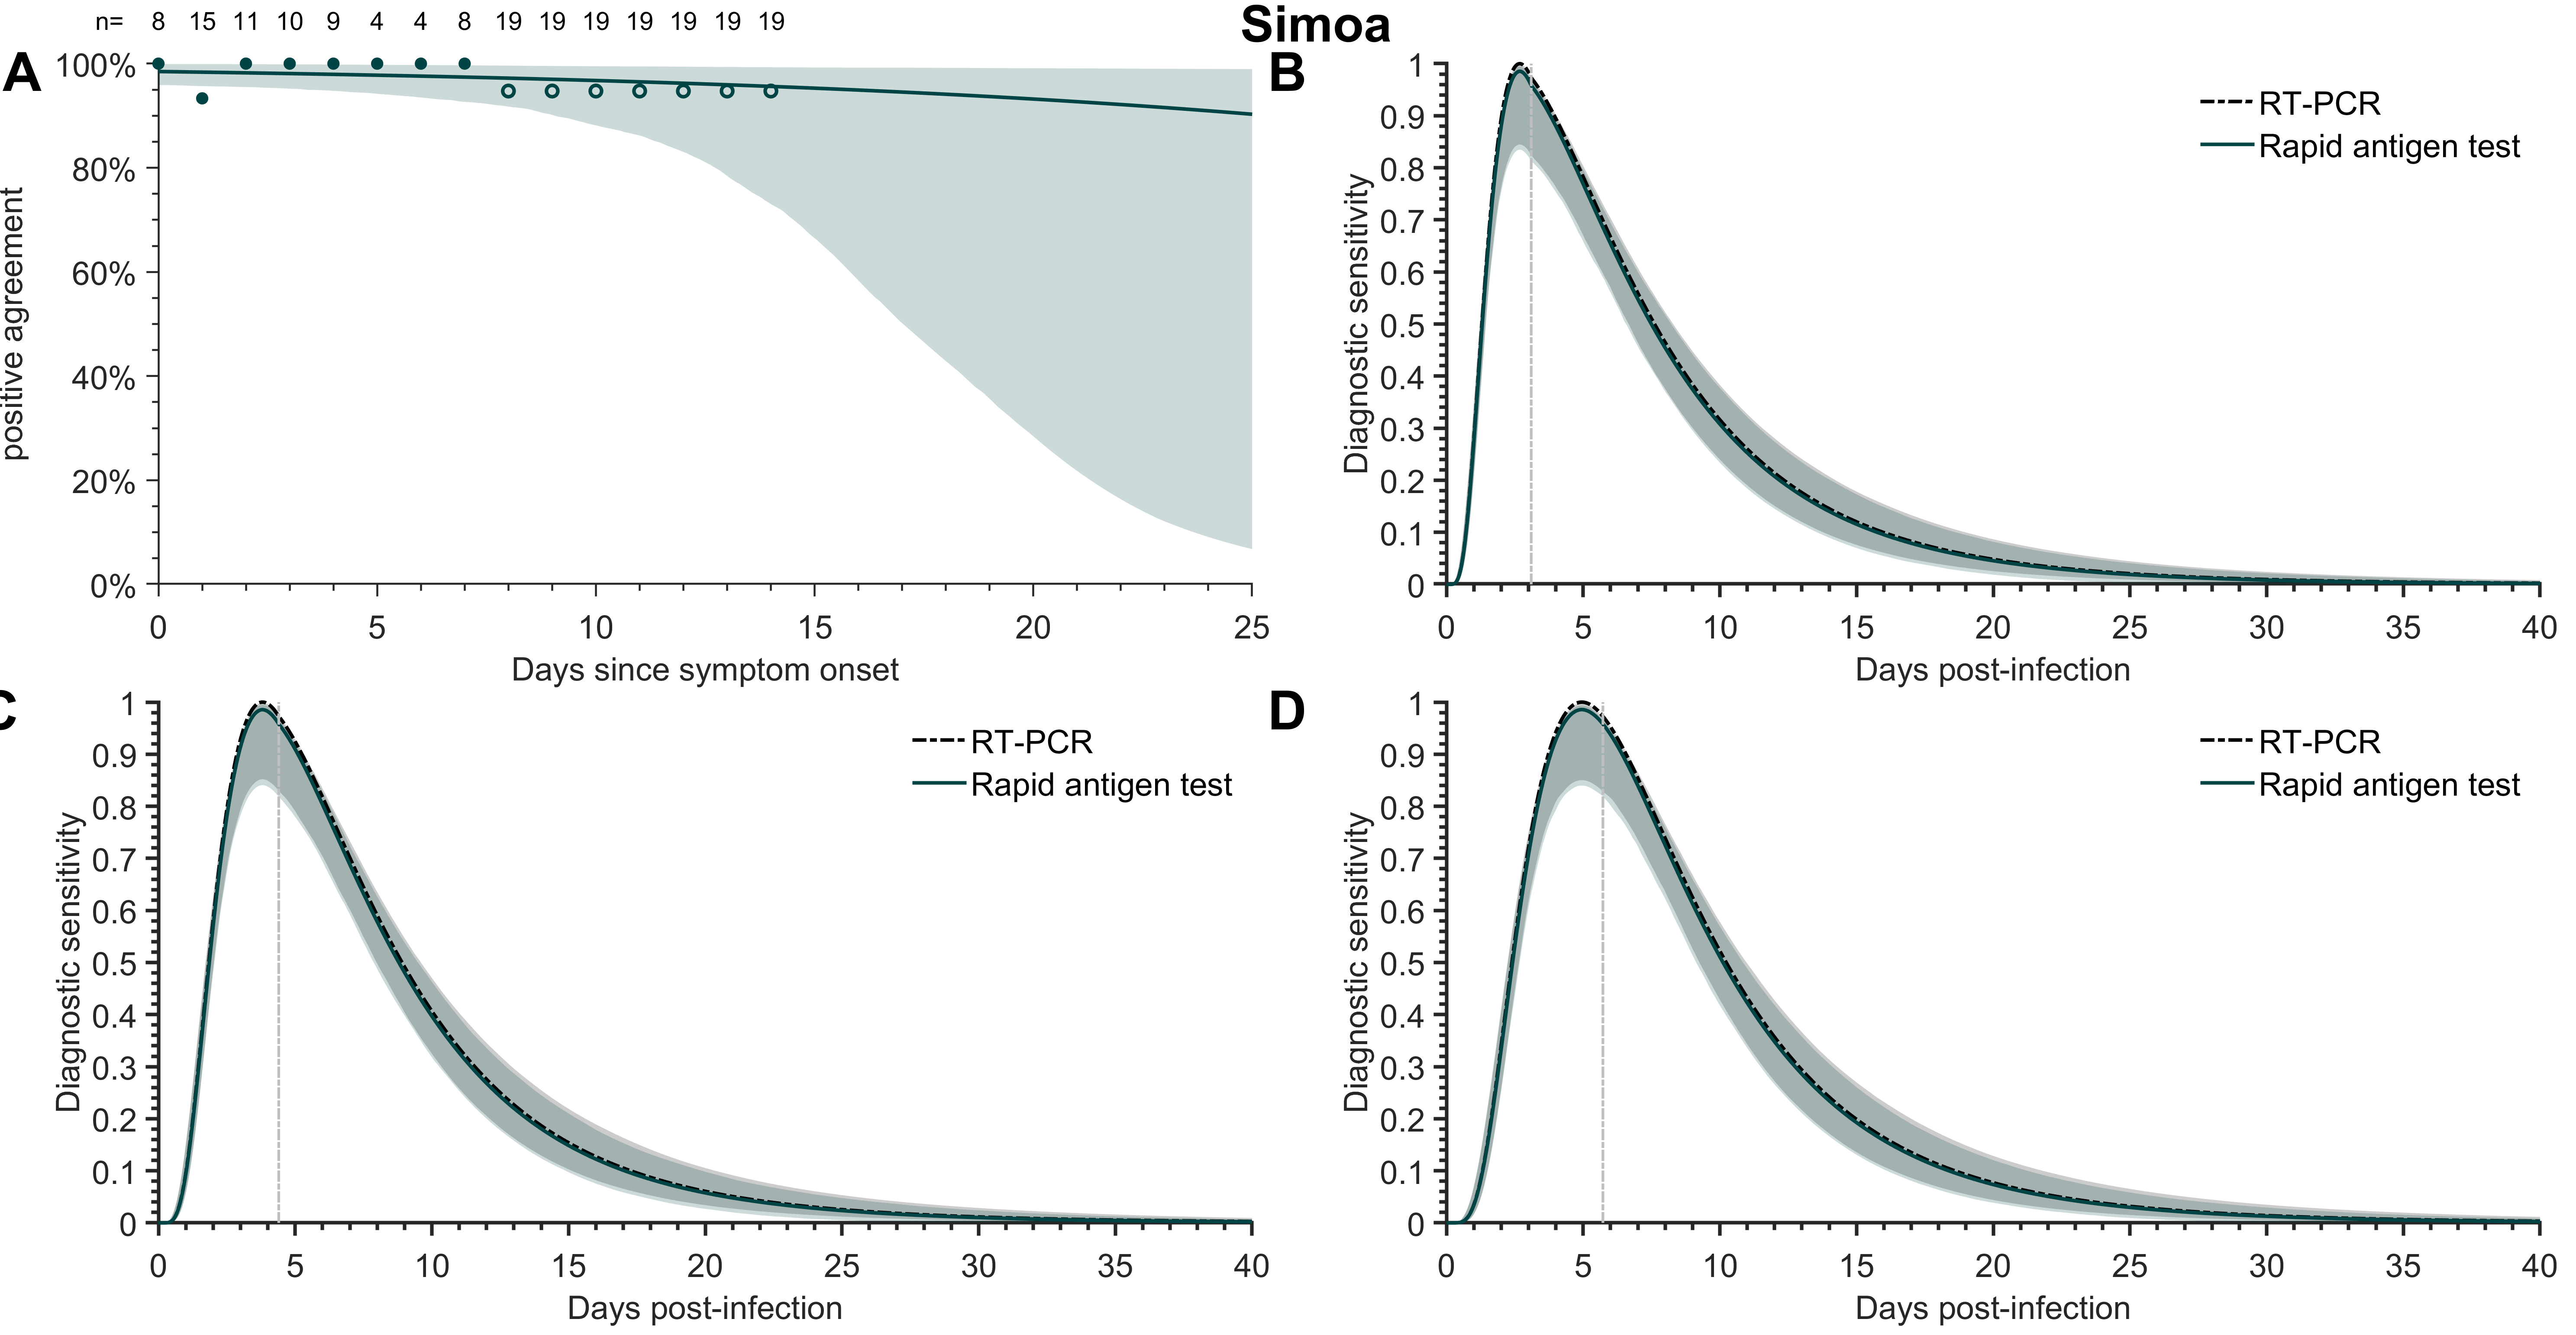 Simoa
n= 8 15 11 10 9 4 4 8 19 19 19 19 19 19 19
A
100%
80%
60%
40%
20%
0%
positive agreement
0 5 10 15 20 25
Days since symptom onset
B
1
0.9
0.8
0.7
0.6
0.5
0.4
0.3
0.2
0.1
0
Diagnostic sensitivity
RT-PCR
Rapid antigen test
0 5 10 15 20 25 30 35 40
Days post-infection
C
1
0.9
0.8
0.7
0.6
0.5
0.4
0.3
0.2
0.1
0
Diagnostic sensitivity
RT-PCR
Rapid antigen test
0 5 10 15 20 25 30 35 40
Days post-infection
D
1
0.9
0.8
0.7
0.6
0.5
0.4
0.3
0.2
0.1
0
Diagnostic sensitivity
RT-PCR
Rapid antigen test
0 5 10 15 20 25 30 35 40
Days post-infection